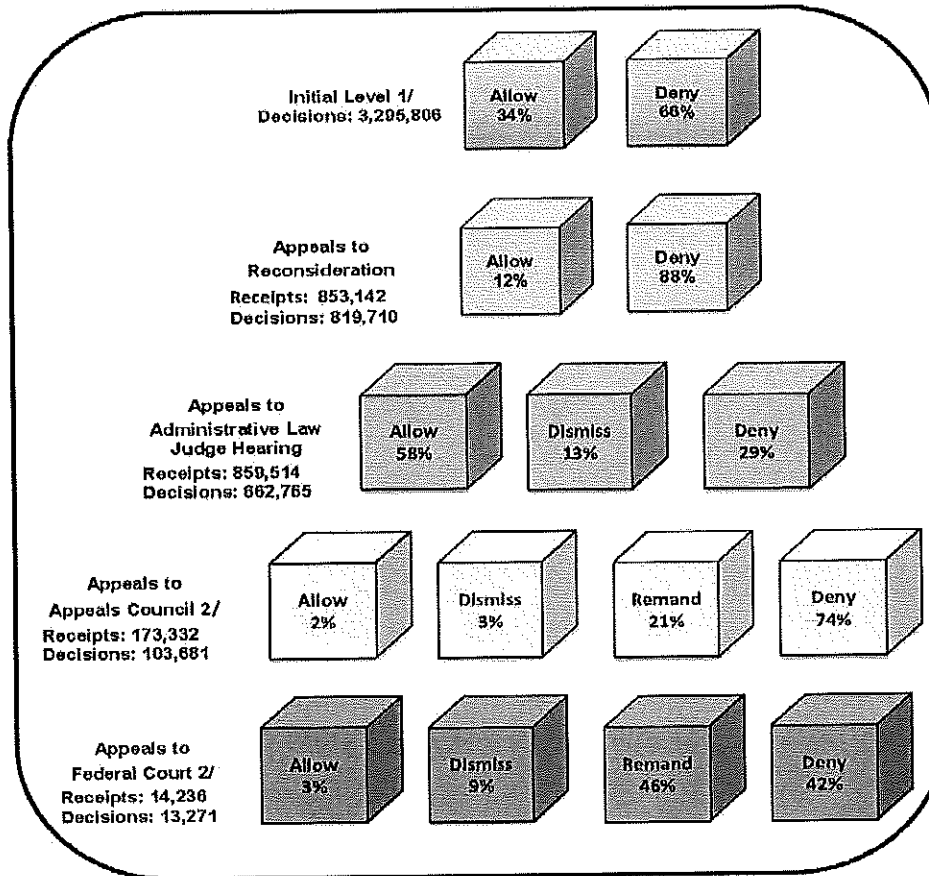 Initial Level 1/
Decisions: 3,295,806
Allow
34%
Deny
66%
Appeals to
Reconsideration
Receipts: 853,142
Decisions: 819,710
Allow
12%
Deny
88%
Appeals to
Administrative Law
Judge Hearing
Receipts: 859,514
Decisions: 662,765
Allow
58%
Dismiss
13%
Deny
29%
Appeals to
Appeals Council 2/
Receipts: 173,332
Decisions: 103,681
Allow
2%
Dismiss
3%
Remand
21%
Deny
74%
Appeals to
Federal Court 2/
Receipts: 14,236
Decisions: 13,271
Allow
3%
Dismiss
9%
Remand
46%
Deny
42%